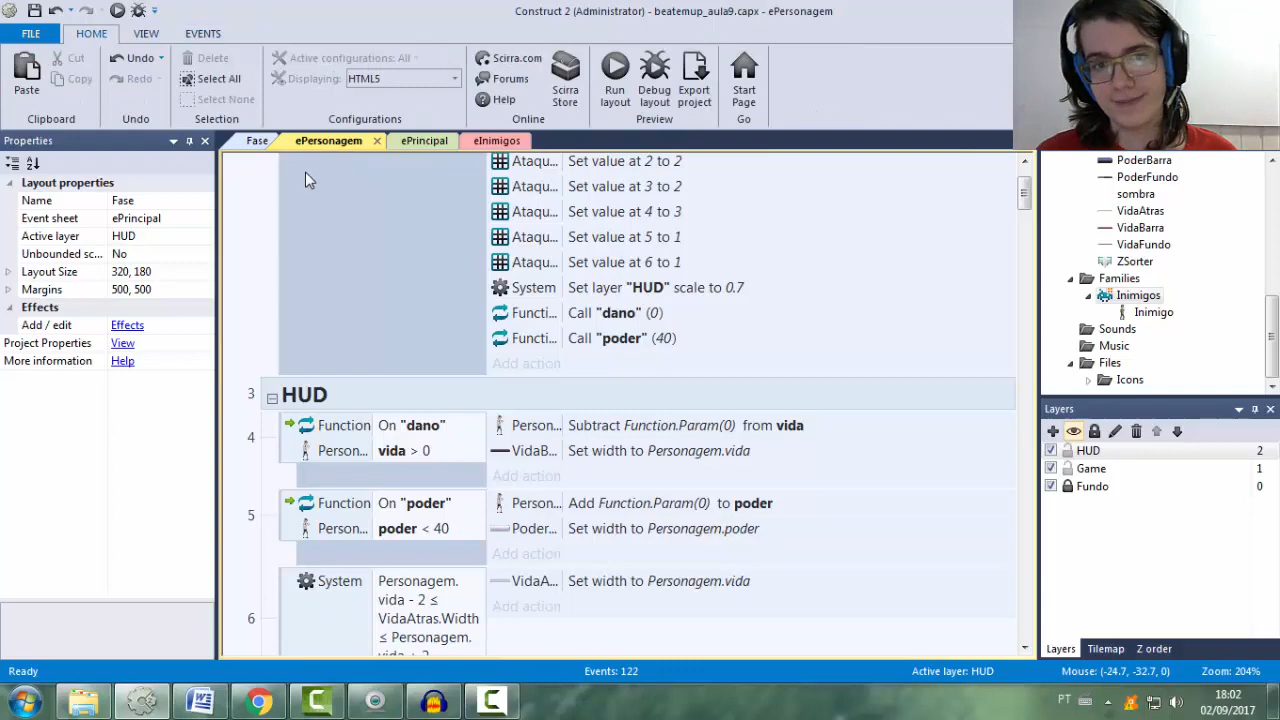 Construct 2 (Administrator) - beatemup_aula9.capx - ePersonagem
FILE
HOME
VIEW
EVENTS
Paste
Cut
Copy
Clipboard
Undo
Redo
Undo
Delete
Select All
Select None
Selection
Active configurations: All
Displaying: HTML5
Configurations
Scirra.com
Forums
Help
Scirra Store
Online
Run layout
Debug layout
Export project
Preview
Start Page
Go
Properties
Layout properties
Name Fase
Event sheet ePrincipal
Active layer HUD
Unbounded sc... No
Layout Size 320, 180
Margins 500, 500
Effects
Add / edit Effects
Project Properties View
More information Help
Fase
ePersonagem
ePrincipal
eInimigos
Ataqu... Set value at 2 to 2
Ataqu... Set value at 3 to 2
Ataqu... Set value at 4 to 3
Ataqu... Set value at 5 to 1
Ataqu... Set value at 6 to 1
System Set layer "HUD" scale to 0.7
Functi... Call "dano" (0)
Functi... Call "poder" (40)
Add action
3 HUD
4
Function On "dano"
Person... vida > 0
Person... Subtract Function.Param(0) from vida
VidaB... Set width to Personagem.vida
Add action
5
Function On "poder"
Person... poder < 40
Person... Add Function.Param(0) to poder
Poder... Set width to Personagem.poder
Add action
6
System Personagem.
vida - 2 ≤
VidaAtras.Width
≤ Personagem.
vida + 2
VidaA... Set width to Personagem.vida
Add action
PoderBarra
PoderFundo
sombra
VidaAtras
VidaBarra
VidaFundo
ZSorter
Families
Inimigos
Inimigo
Sounds
Music
Files
Icons
Layers
HUD 2
Game 1
Fundo 0
Layers
Tilemap
Z order
Ready
Events: 122
Active layer: HUD
Mouse: (-24.7, -32.7, 0)
Zoom: 204%
PT
18:02
02/09/2017